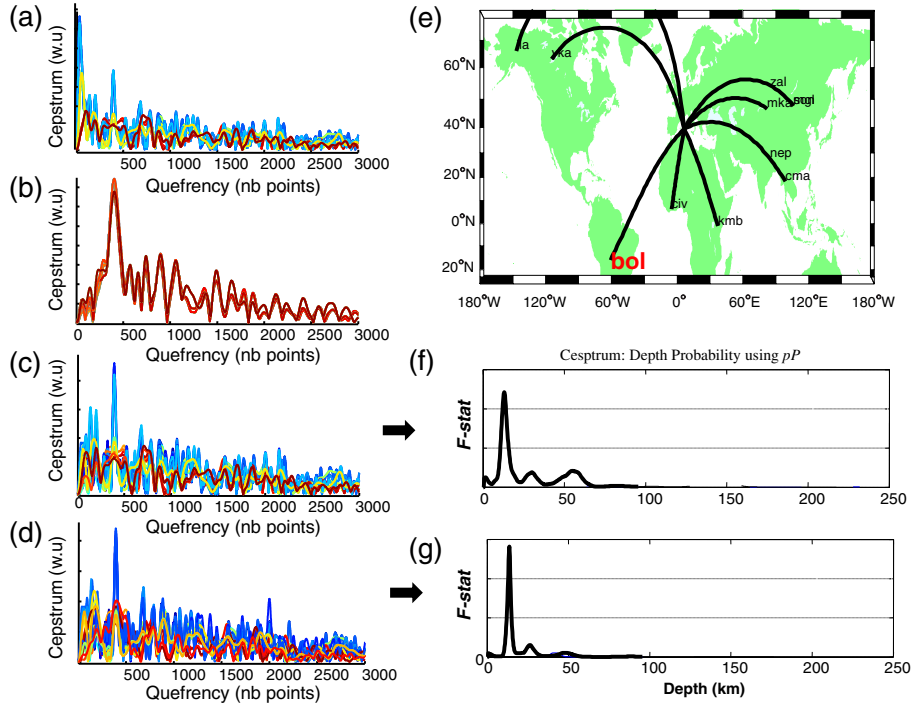 (a)
Cepstrum (w.u)
0 500 1000 1500 2000 2500 3000
Quefrency (nb points)
(b)
Cepstrum (w.u)
0 500 1000 1500 2000 2500 3000
Quefrency (nb points)
(c)
Cepstrum (w.u)
0 500 1000 1500 2000 2500 3000
Quefrency (nb points)
(d)
Cepstrum (w.u)
0 500 1000 1500 2000 2500 3000
Quefrency (nb points)
(e)
60°N
40°N
20°N
0°N
20°N
180°W 120°W 60°W 0° 60°E 120°E 180°W
yka
zal
mka
nep
cma
civ
kmb
bol
(f)
Cesptrum: Depth Probability using pP
F-stat
0 50 100 150 200 250
(g)
F-stat
0
0 50 100 150 200 250
Depth (km)